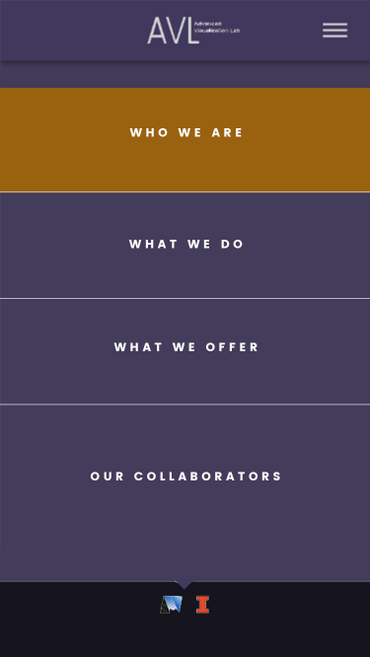 AVL
Advanced
Visualization Lab
WHO WE ARE
WHAT WE DO
WHAT WE OFFER
OUR COLLABORATORS
I